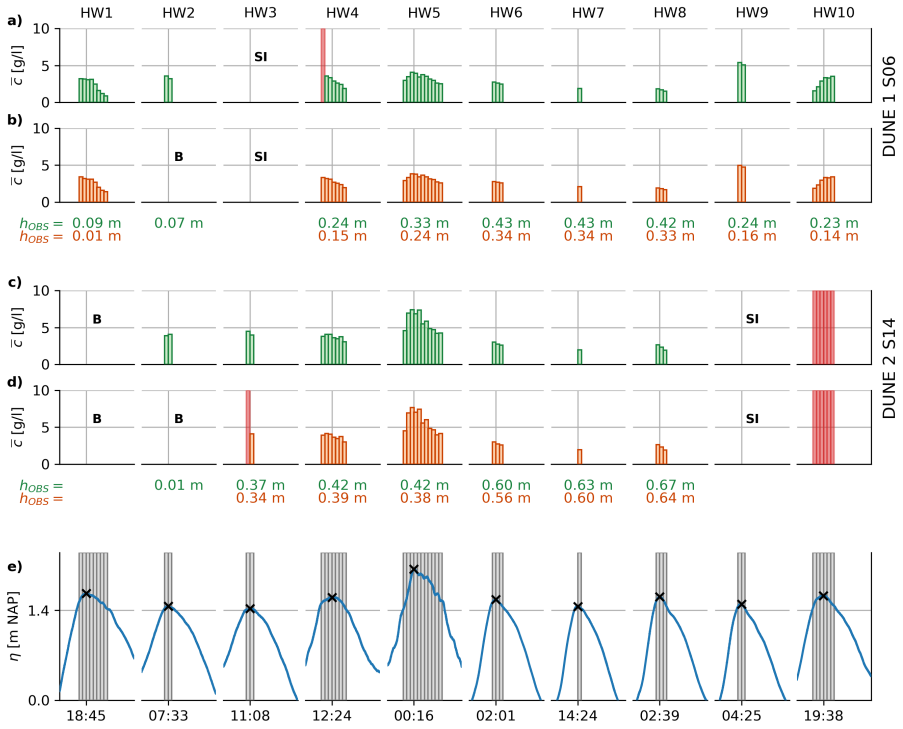 HW1 HW2 HW3 HW4 HW5 HW6 HW7 HW8 HW9 HW10
a)
10
5
0
c̅ [g/l]
SI
DUNE 1 S06
b)
10
5
0
c̅ [g/l]
B SI
h_OBS = 0.09 m 0.07 m 0.24 m 0.33 m 0.43 m 0.43 m 0.42 m 0.24 m 0.23 m
h_OBS = 0.01 m 0.15 m 0.24 m 0.34 m 0.34 m 0.33 m 0.16 m 0.14 m
c)
10
5
0
c̅ [g/l]
B SI
DUNE 2 S14
d)
10
5
0
c̅ [g/l]
B B SI
h_OBS = 0.01 m 0.37 m 0.42 m 0.42 m 0.60 m 0.63 m 0.67 m
h_OBS = 0.34 m 0.39 m 0.38 m 0.56 m 0.60 m 0.64 m
e)
1.4
0.0
η [m NAP]
18:45 07:33 11:08 12:24 00:16 02:01 14:24 02:39 04:25 19:38